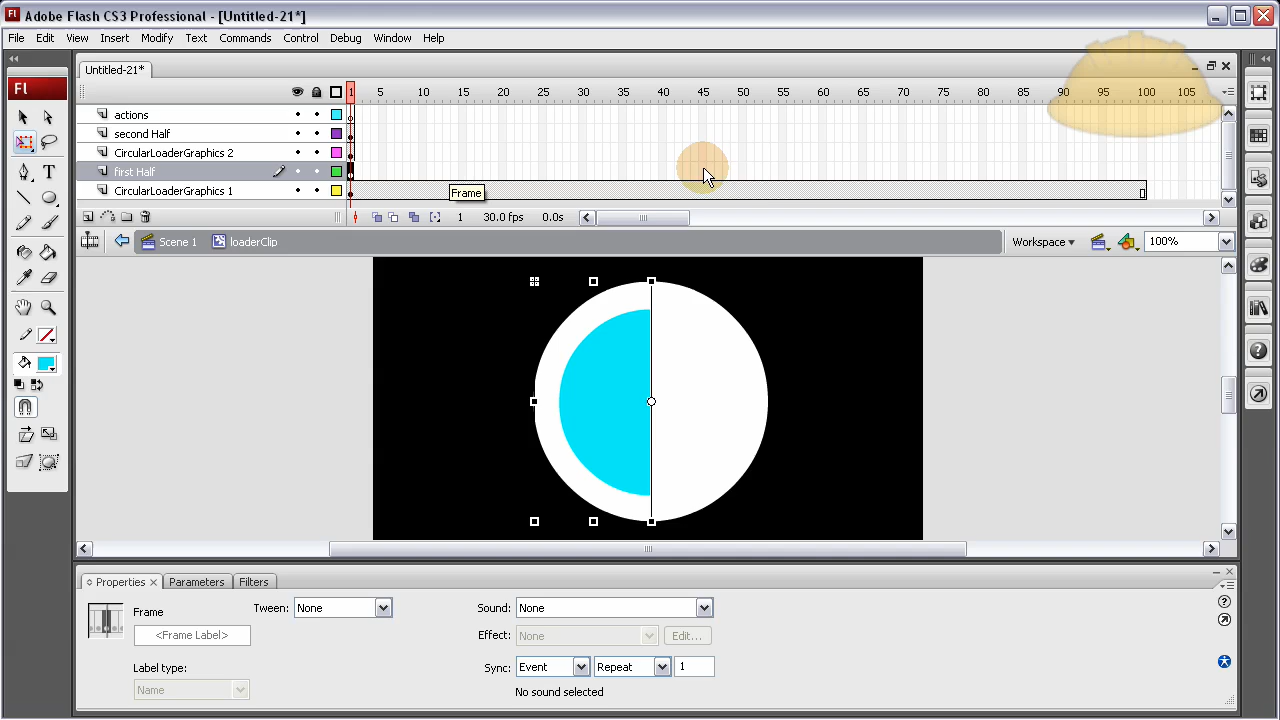 Adobe Flash CS3 Professional - [Untitled-21*]
File Edit View Insert Modify Text Commands Control Debug Window Help
Untitled-21*
Fl
1 5 10 15 20 25 30 35 40 45 50 55 60 65 70 75 80 85 90 95 100 105
actions
second Half
CircularLoaderGraphics 2
first Half
CircularLoaderGraphics 1
Frame
1 30.0 fps 0.0s
Scene 1 loaderClip Workspace 100%
Properties Parameters Filters
Frame Tween: None Sound: None
<Frame Label> Effect: None Edit...
Label type: Sync: Event Repeat 1
Name No sound selected